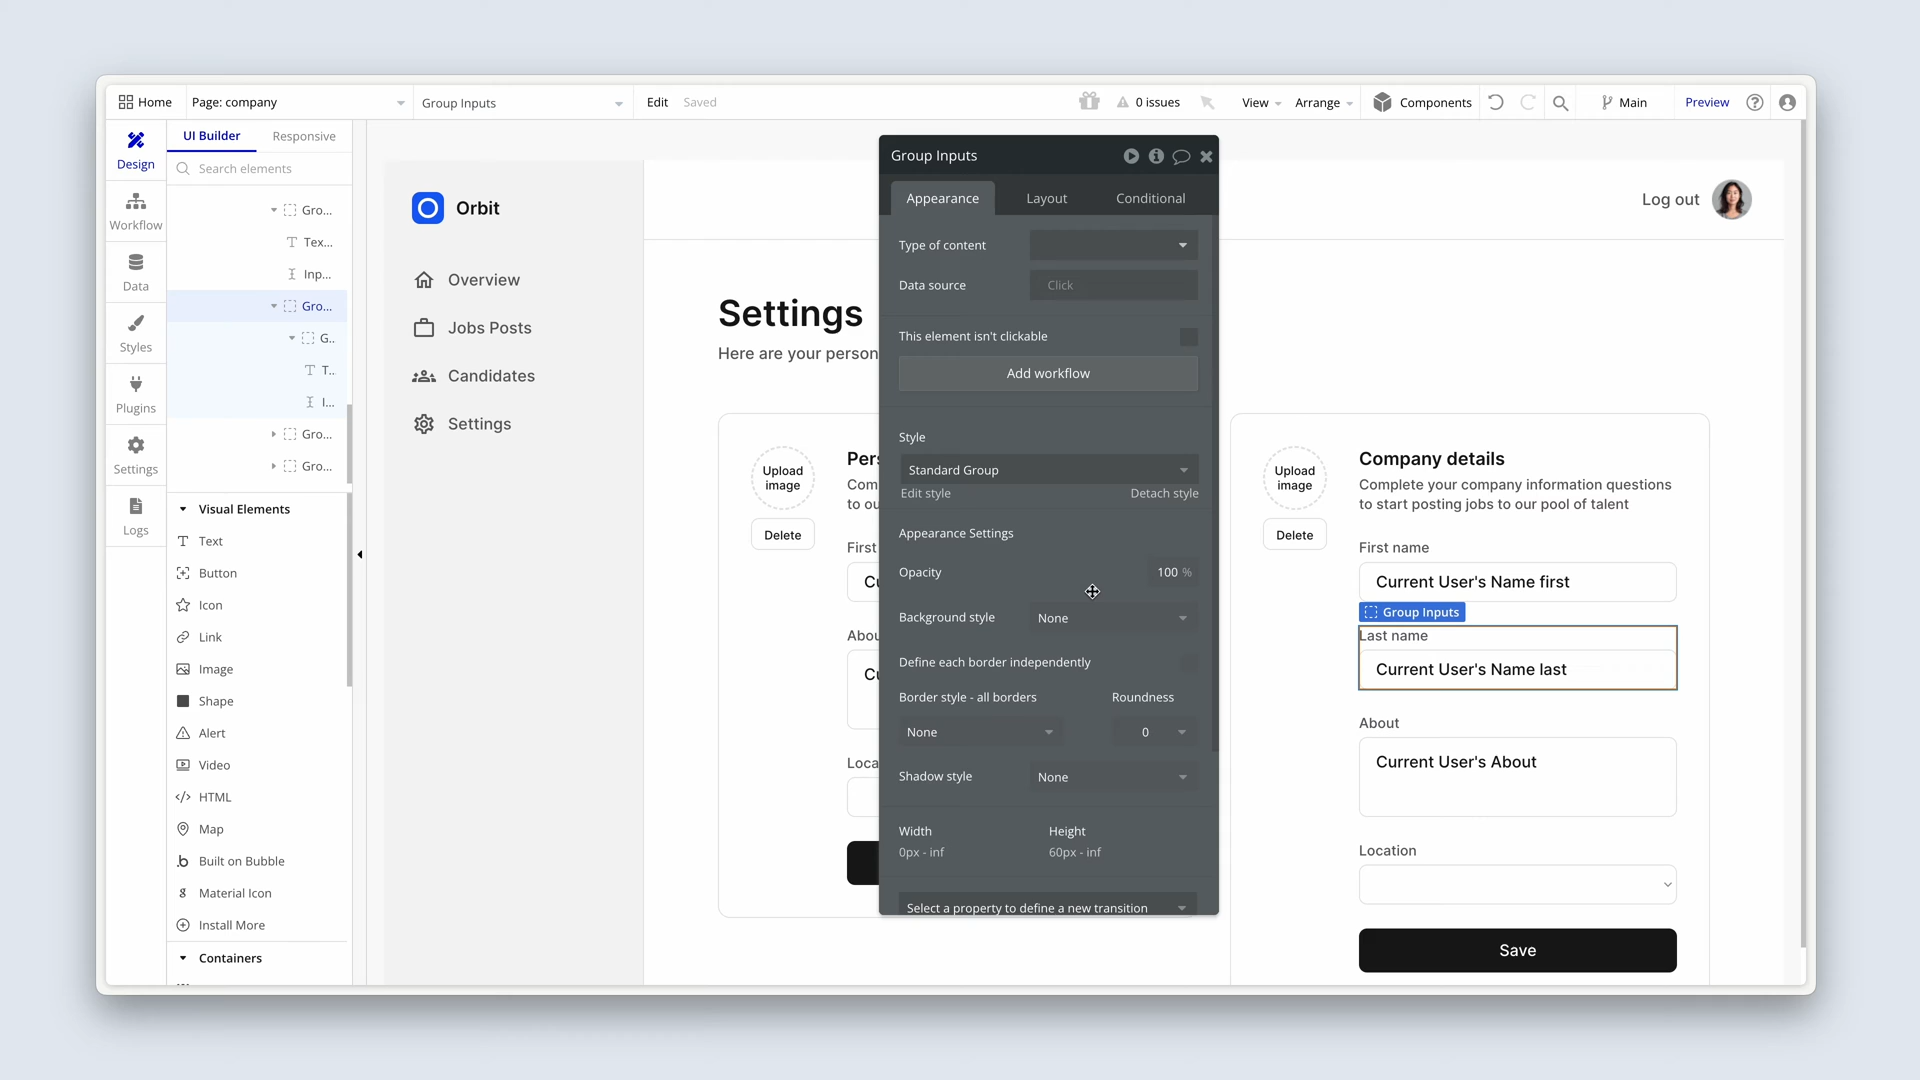 Home
Page: company
Group Inputs
Edit
Saved
0 issues
View
Arrange
Components
Main
Preview
Design
Workflow
Data
Styles
Plugins
Settings
Logs
UI Builder
Responsive
Search elements
Gro...
Tex...
Inp...
Gro...
G..
T..
I...
Gro...
Gro...
Visual Elements
Text
Button
Icon
Link
Image
Shape
Alert
Video
HTML
Map
Built on Bubble
Material Icon
Install More
Containers
Orbit
Overview
Jobs Posts
Candidates
Settings
Log out
Settings
Here are your person
Upload
image
Delete
Pers
Com
to ou
First
Cu
Abou
Cu
Loca
Group Inputs
Appearance
Layout
Conditional
Type of content
Data source
Click
This element isn't clickable
Add workflow
Style
Standard Group
Edit style
Detach style
Appearance Settings
Opacity
100 %
Background style
None
Define each border independently
Border style - all borders
Roundness
None
0
Shadow style
None
Width
Height
0px - inf
60px - inf
Select a property to define a new transition
Upload
image
Delete
Company details
Complete your company information questions
to start posting jobs to our pool of talent
First name
Current User's Name first
Group Inputs
Last name
Current User's Name last
About
Current User's About
Location
Save